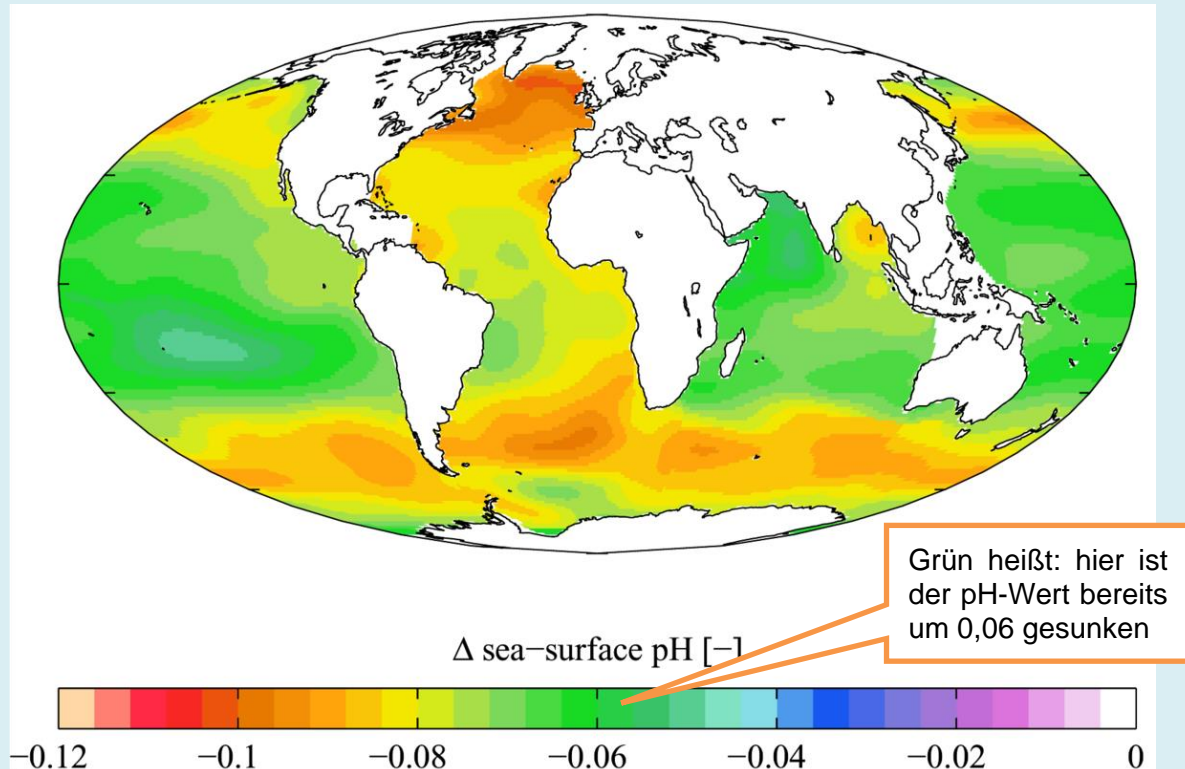 Grün heißt: hier ist
der pH-Wert bereits
um 0,06 gesunken
Δ sea−surface pH [−]
−0.12 −0.1 −0.08 −0.06 −0.04 −0.02 0